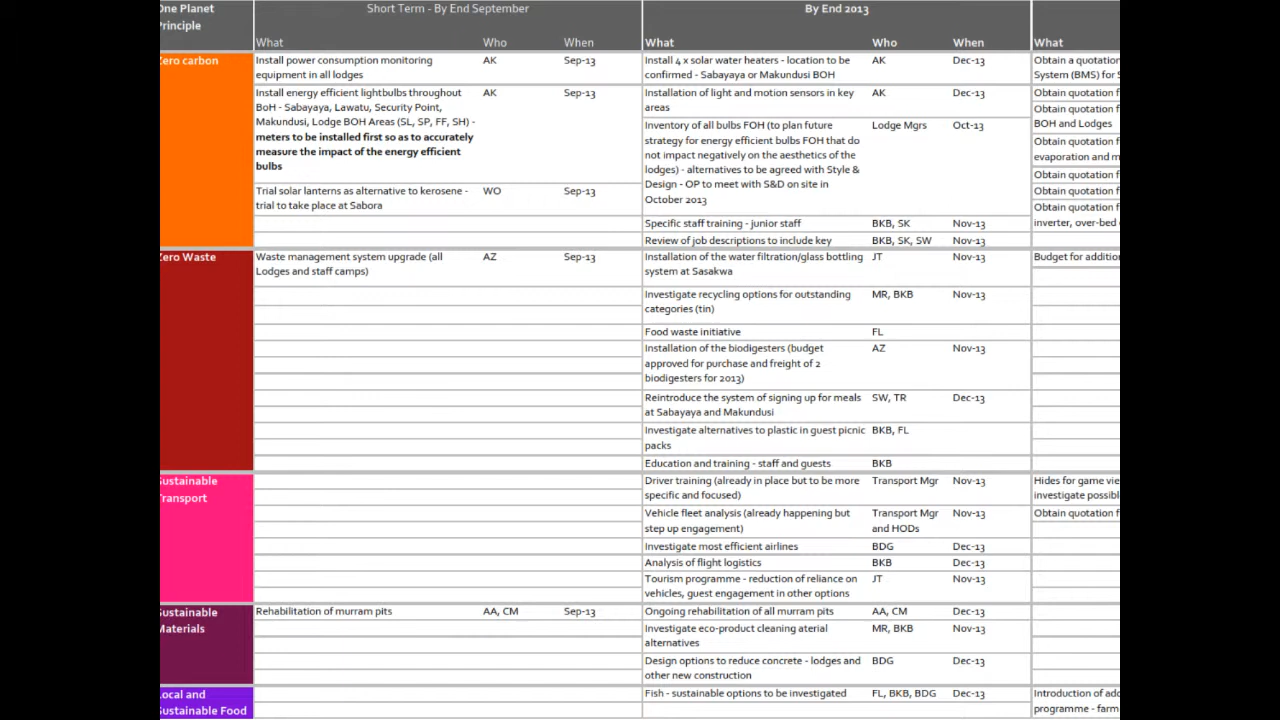 One Planet
Principle
Short Term - By End September
By End 2013
What Who When What Who When What
Zero carbon
Install power consumption monitoring
equipment in all lodges
AK Sep-13
Install energy efficient lightbulbs throughout
BoH - Sabayaya, Lawatu, Security Point,
Makundusi, Lodge BOH Areas (SL, SP, FF, SH) -
meters to be installed first so as to accurately
measure the impact of the energy efficient
bulbs
AK Sep-13
Trial solar lanterns as alternative to kerosene -
trial to take place at Sabora
WO Sep-13
Install 4 x solar water heaters - location to be
confirmed - Sabayaya or Makundusi BOH
AK Dec-13
Installation of light and motion sensors in key
areas
AK Dec-13
Inventory of all bulbs FOH (to plan future
strategy for energy efficient bulbs FOH that do
not impact negatively on the aesthetics of the
lodges) - alternatives to be agreed with Style &
Design - OP to meet with S&D on site in
October 2013
Lodge Mgrs Oct-13
Specific staff training - junior staff BKB, SK Nov-13
Review of job descriptions to include key BKB, SK, SW Nov-13
Obtain a quotation
System (BMS) for S
Obtain quotation f
Obtain quotation f
BOH and Lodges
Obtain quotation f
evaporation and m
Obtain quotation f
Obtain quotation f
Obtain quotation f
inverter, over-bed
Zero Waste
Waste management system upgrade (all
Lodges and staff camps)
AZ Sep-13
Installation of the water filtration/glass bottling
system at Sasakwa
JT Nov-13
Investigate recycling options for outstanding
categories (tin)
MR, BKB Nov-13
Food waste initiative FL
Installation of the biodigesters (budget
approved for purchase and freight of 2
biodigesters for 2013)
AZ Nov-13
Reintroduce the system of signing up for meals
at Sabayaya and Makundusi
SW, TR Dec-13
Investigate alternatives to plastic in guest picnic
packs
BKB, FL
Education and training - staff and guests BKB
Budget for addition
Sustainable
Transport
Driver training (already in place but to be more
specific and focused)
Transport Mgr Nov-13
Vehicle fleet analysis (already happening but
step up engagement)
Transport Mgr
and HODs
Nov-13
Investigate most efficient airlines BDG Dec-13
Analysis of flight logistics BKB Dec-13
Tourism programme - reduction of reliance on
vehicles, guest engagement in other options
JT Nov-13
Hides for game vie
investigate possibl
Obtain quotation f
Sustainable
Materials
Rehabilitation of murram pits AA, CM Sep-13
Ongoing rehabilitation of all murram pits AA, CM Dec-13
Investigate eco-product cleaning aterial
alternatives
MR, BKB Nov-13
Design options to reduce concrete - lodges and
other new construction
BDG Dec-13
Local and
Sustainable Food
Fish - sustainable options to be investigated FL, BKB, BDG Dec-13
Introduction of add
programme - farm